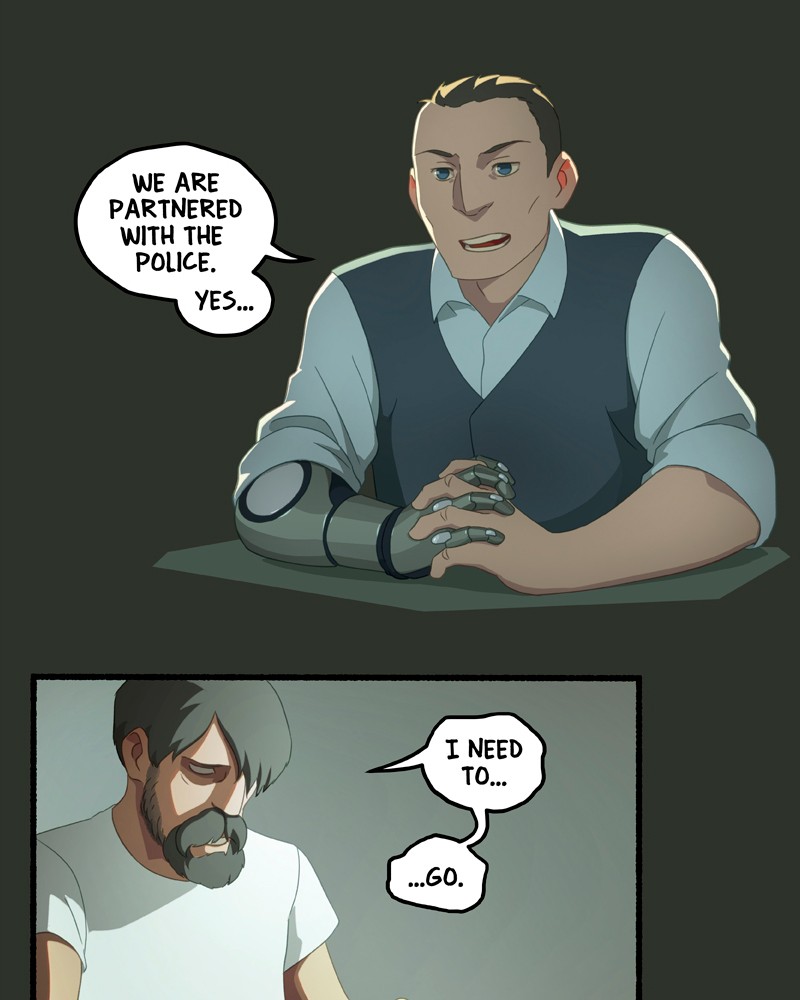 WE ARE
PARTNERED
WITH THE
POLICE.
YES...
I NEED
TO...
...GO.